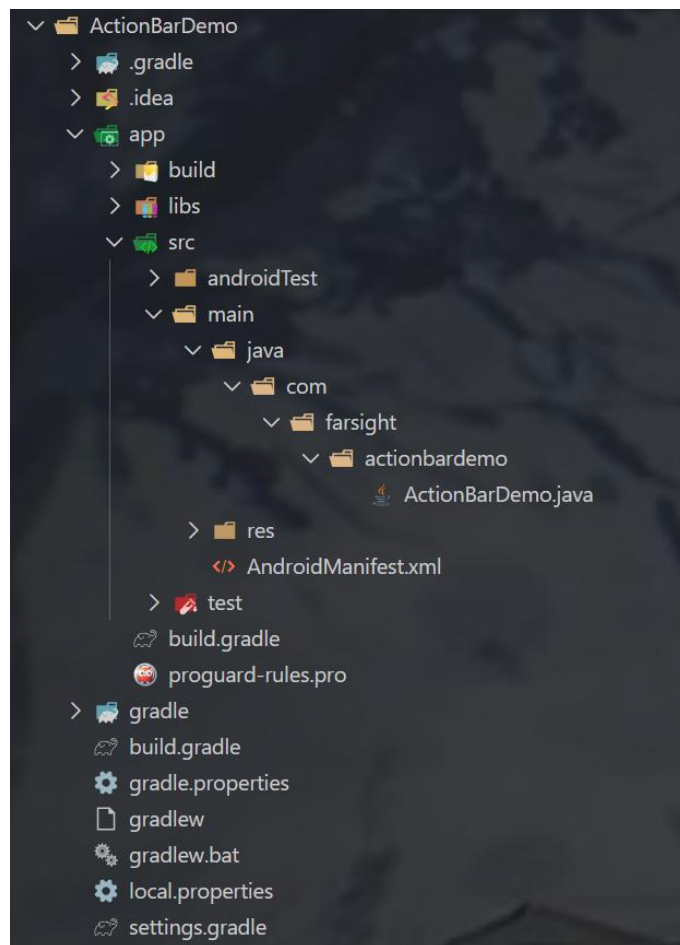 ActionBarDemo
.gradle
.idea
app
build
libs
src
androidTest
main
java
com
farsight
actionbardemo
ActionBarDemo.java
res
AndroidManifest.xml
test
build.gradle
proguard-rules.pro
gradle
build.gradle
gradle.properties
gradlew
gradlew.bat
local.properties
settings.gradle